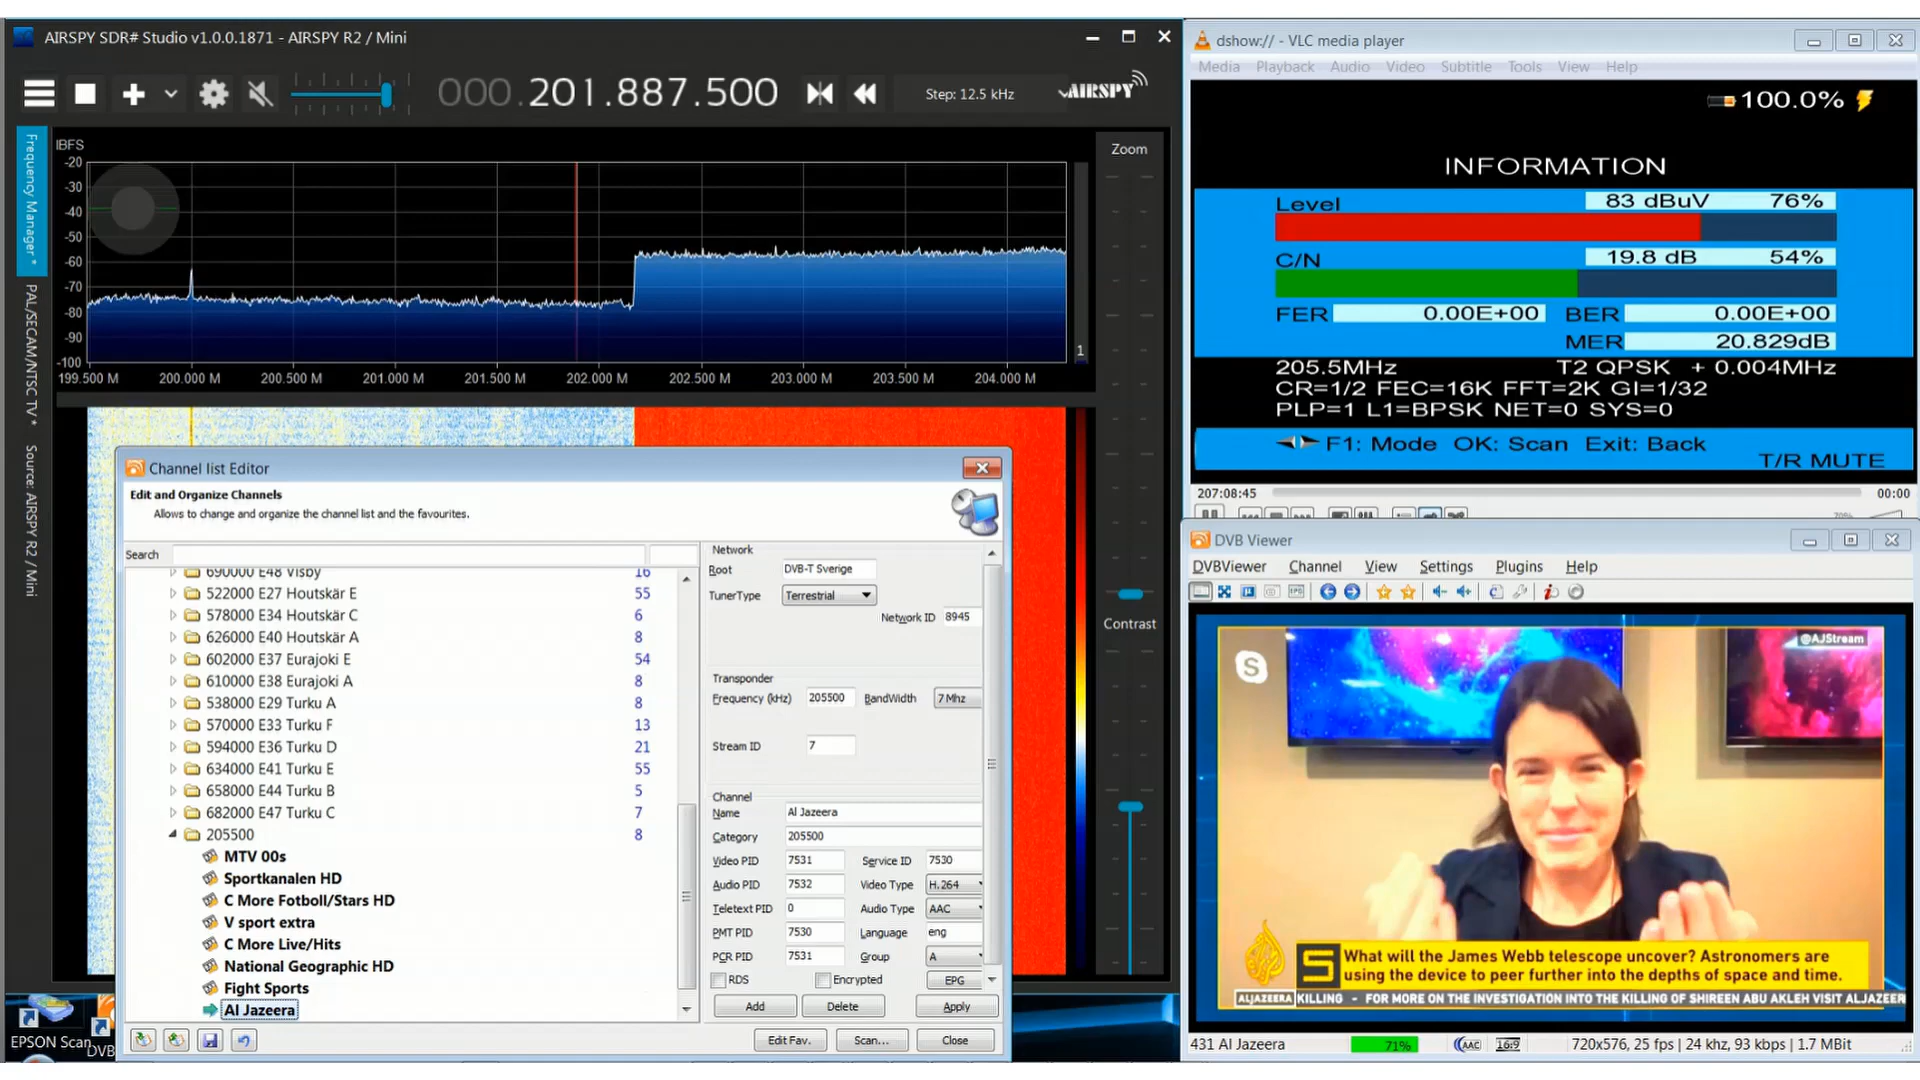 AIRSPY SDR# Studio v1.0.0.1871 - AIRSPY R2 / Mini
000.201.887.500
Step: 12.5 kHz
AIRSPY
Frequency Manager *
PAL/SECAM/NTSC TV *
Source: AIRSPY R2 / Mini
IBFS
-20
-30
-40
-50
-60
-70
-80
-90
-100
1
199.500 M 200.000 M 200.500 M 201.000 M 201.500 M 202.000 M 202.500 M 203.000 M 203.500 M 204.000 M
Zoom
Contrast
Channel list Editor
Edit and Organize Channels
Allows to change and organize the channel list and the favourites.
Search
690000 E48 Visby 16
522000 E27 Houtskär E 55
578000 E34 Houtskär C 6
626000 E40 Houtskär A 8
602000 E37 Eurajoki E 54
610000 E38 Eurajoki A 8
538000 E29 Turku A 8
570000 E33 Turku F 13
594000 E36 Turku D 21
634000 E41 Turku E 55
658000 E44 Turku B 5
682000 E47 Turku C 7
205500 8
MTV 00s
Sportkanalen HD
C More Fotboll/Stars HD
V sport extra
C More Live/Hits
National Geographic HD
Fight Sports
Al Jazeera
Network
Root DVB-T Sverige
TunerType Terrestrial
Network ID 8945
Transponder
Frequency (kHz) 205500 BandWidth 7 Mhz
Stream ID 7
Channel
Name Al Jazeera
Category 205500
Video PID 7531 Service ID 7530
Audio PID 7532 Video Type H.264
Teletext PID 0 Audio Type AAC
PMT PID 7530 Language eng
PCR PID 7531 Group A
RDS Encrypted EPG
Add Delete Apply
Edit Fav. Scan... Close
EPSON Scan
DVB
dshow:// - VLC media player
Media Playback Audio Video Subtitle Tools View Help
100.0%
INFORMATION
Level 83 dBuV 76%
C/N 19.8 dB 54%
FER 0.00E+00 BER 0.00E+00
MER 20.829dB
205.5MHz T2 QPSK + 0.004MHz
CR=1/2 FEC=16K FFT=2K GI=1/32
PLP=1 L1=BPSK NET=0 SYS=0
F1: Mode OK: Scan Exit: Back
T/R MUTE
207:08:45 00:00
DVB Viewer
DVBViewer Channel View Settings Plugins Help
EPG
S
@AJStream
S What will the James Webb telescope uncover? Astronomers are
using the device to peer further into the depths of space and time.
ALJAZEERA KILLING - FOR MORE ON THE INVESTIGATION INTO THE KILLING OF SHIREEN ABU AKLEH VISIT ALJAZEER
431 Al Jazeera 71% AAC 16:9 720x576, 25 fps | 24 khz, 93 kbps | 1.7 MBit